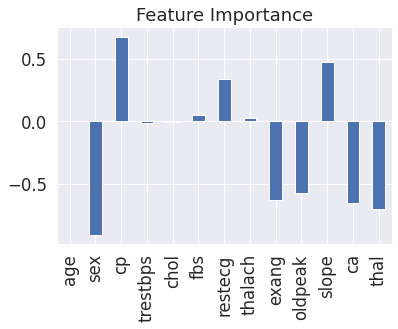 Feature Importance
0.5
0.0
−0.5
age
sex
cp
trestbps
chol
fbs
restecg
thalach
exang
oldpeak
slope
ca
thal